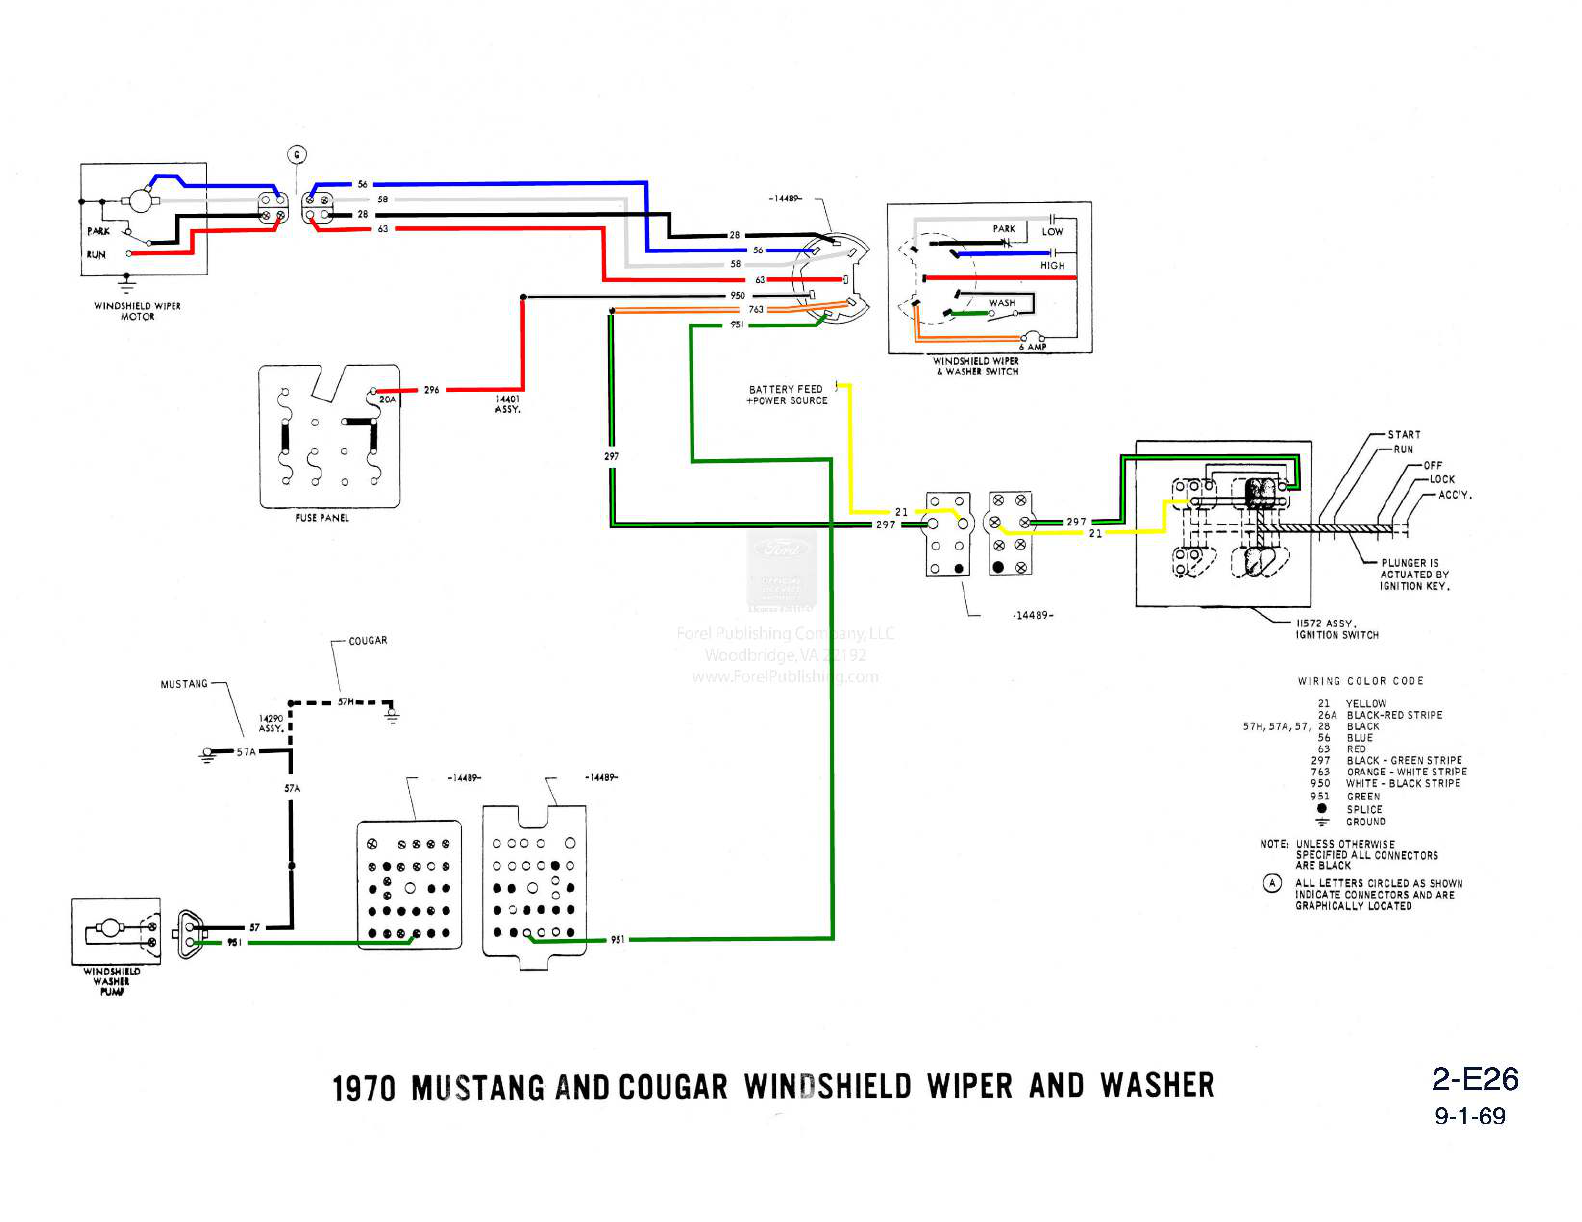 G
56
58
28
63
-14489-
PARK
RUN
WINDSHIELD WIPER
MOTOR
28
56
58
63
950
763
951
PARK
LOW
HIGH
WASH
6 AMP
WINDSHIELD WIPER
& WASHER SWITCH
20A
296
14401
ASSY.
FUSE PANEL
BATTERY FEED
+POWER SOURCE
297
21
297
297
21
-14489-
START
RUN
OFF
LOCK
ACC'Y.
PLUNGER IS
ACTUATED BY
IGNITION KEY.
11572 ASSY.
IGNITION SWITCH
Ford
Forel Publishing Company, LLC
Woodbridge, VA 22192
www.ForelPublishing.com
COUGAR
MUSTANG
57H
14290
ASSY.
57A
57A
-14489-
-14489-
57
951
951
WINDSHIELD
WASHER
PUMP
WIRING COLOR CODE
21 YELLOW
26A BLACK-RED STRIPE
57H, 57A, 57, 28 BLACK
56 BLUE
63 RED
297 BLACK - GREEN STRIPE
763 ORANGE - WHITE STRIPE
950 WHITE - BLACK STRIPE
951 GREEN
SPLICE
GROUND
NOTE: UNLESS OTHERWISE
SPECIFIED ALL CONNECTORS
ARE BLACK
A ALL LETTERS CIRCLED AS SHOWN
INDICATE CONNECTORS AND ARE
GRAPHICALLY LOCATED
1970 MUSTANG AND COUGAR WINDSHIELD WIPER AND WASHER
2-E26
9-1-69